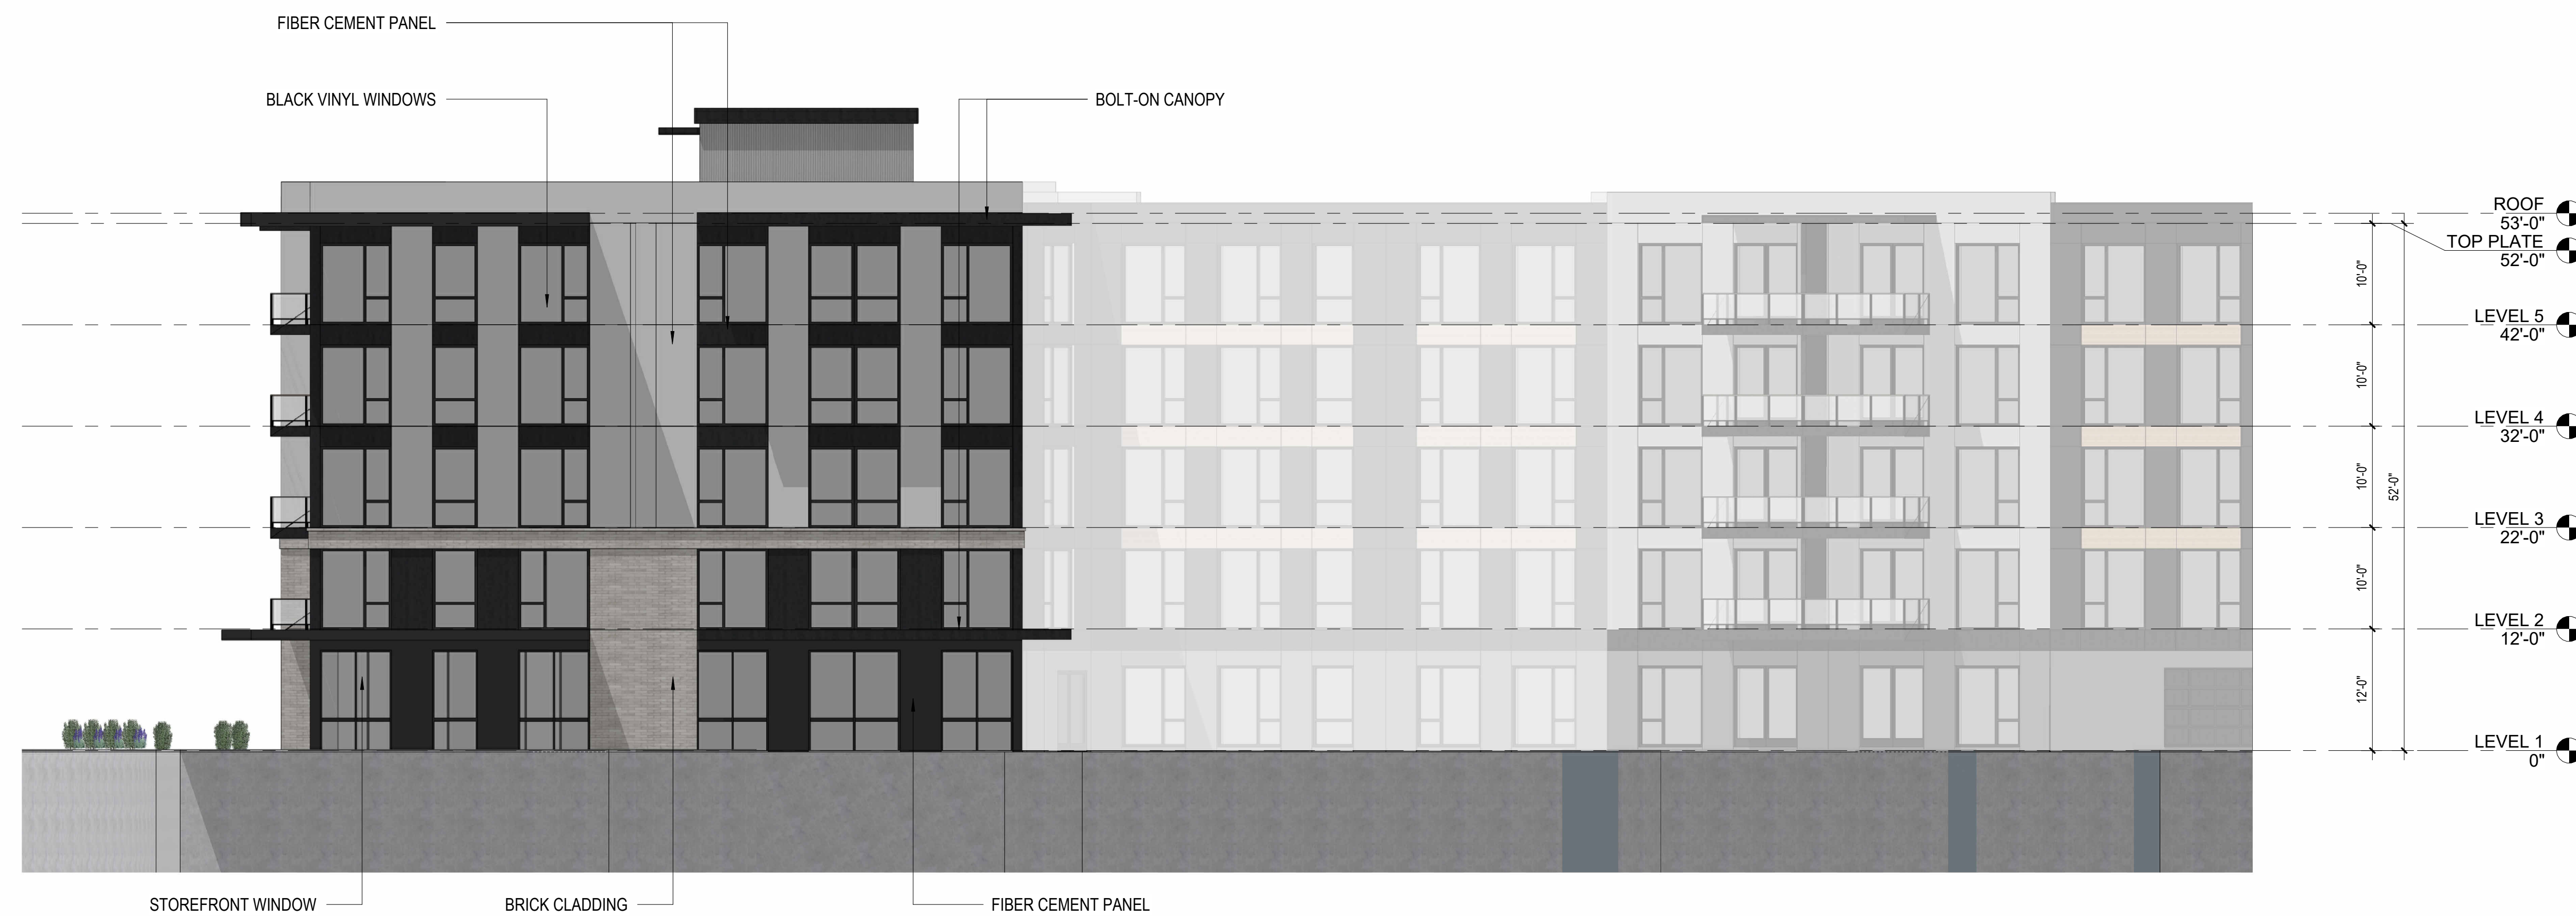 FIBER CEMENT PANEL
BLACK VINYL WINDOWS
BOLT-ON CANOPY
ROOF
53'-0"
TOP PLATE
52'-0"
10'-0"
LEVEL 5
42'-0"
10'-0"
LEVEL 4
32'-0"
10'-0"
52'-0"
LEVEL 3
22'-0"
10'-0"
LEVEL 2
12'-0"
12'-0"
LEVEL 1
0"
STOREFRONT WINDOW
BRICK CLADDING
FIBER CEMENT PANEL